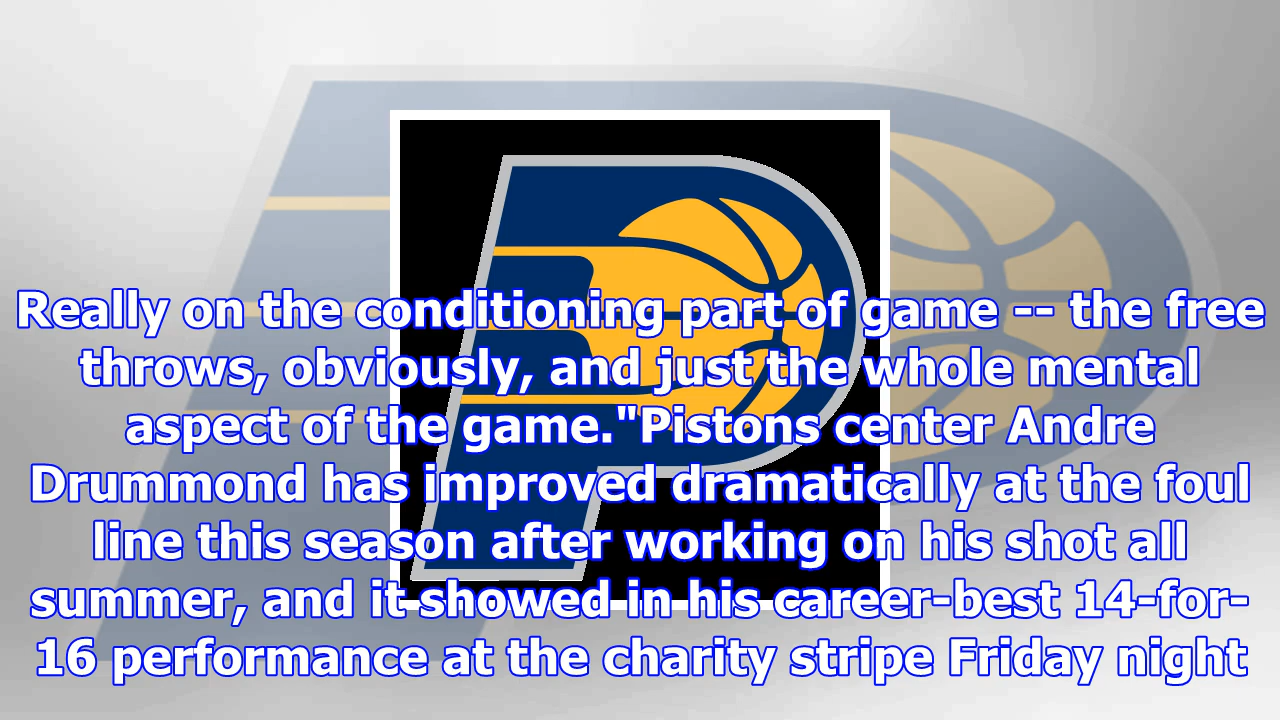 Really on the conditioning part of game -- the free
throws, obviously, and just the whole mental
aspect of the game."Pistons center Andre
Drummond has improved dramatically at the foul
line this season after working on his shot all
summer, and it showed in his career-best 14-for-
16 performance at the charity stripe Friday night